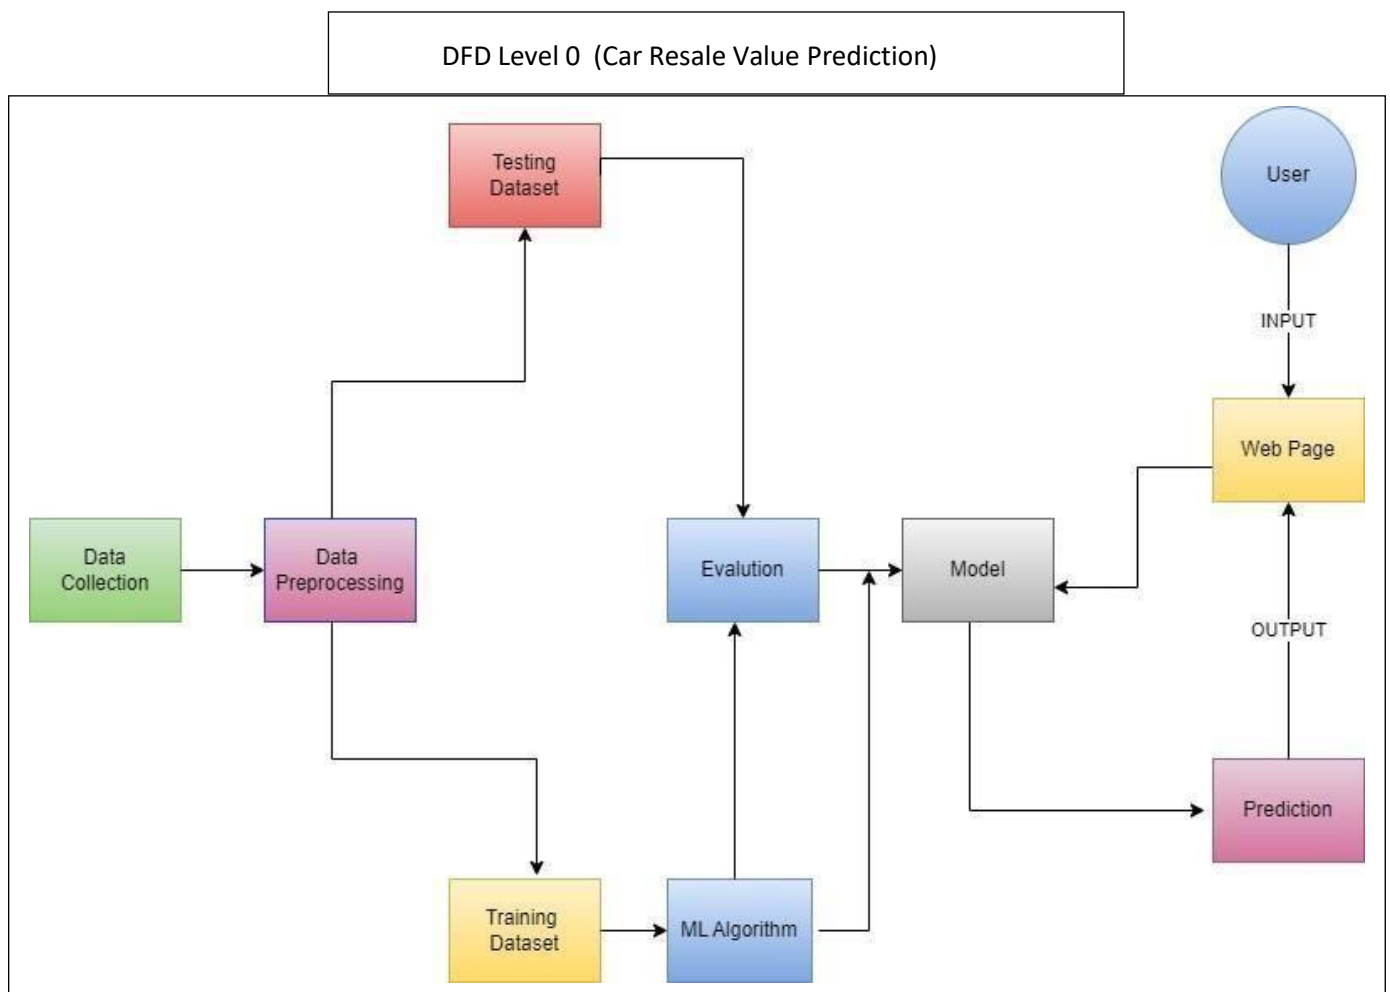 DFD Level 0  (Car Resale Value Prediction)
Testing
Dataset
User
INPUT
Web Page
Data
Collection
Data
Preprocessing
Evalution
Model
OUTPUT
Prediction
Training
Dataset
ML Algorithm